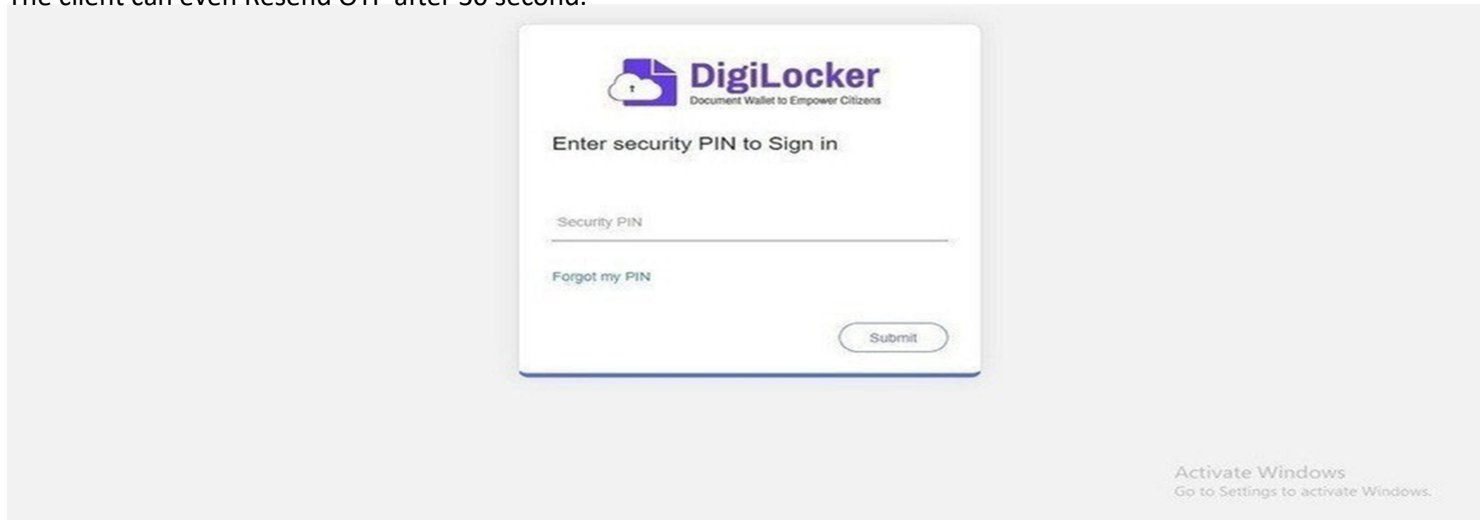 The client can even Resend OTP after 30 second.
DigiLocker
Document Wallet to Empower Citizens
Enter security PIN to Sign in
Security PIN
Forgot my PIN
Submit
Activate Windows
Go to Settings to activate Windows.